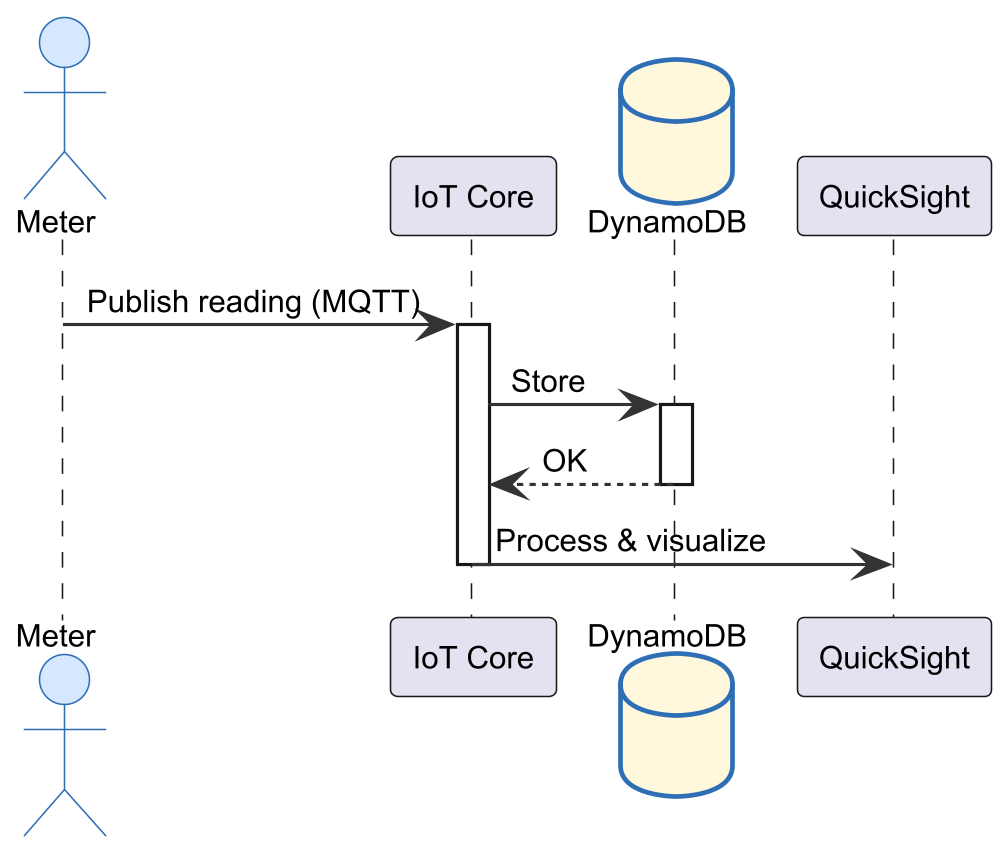 Meter
IoT Core
DynamoDB
QuickSight
Publish reading (MQTT)
Store
OK
Process & visualize
Meter
IoT Core
DynamoDB
QuickSight